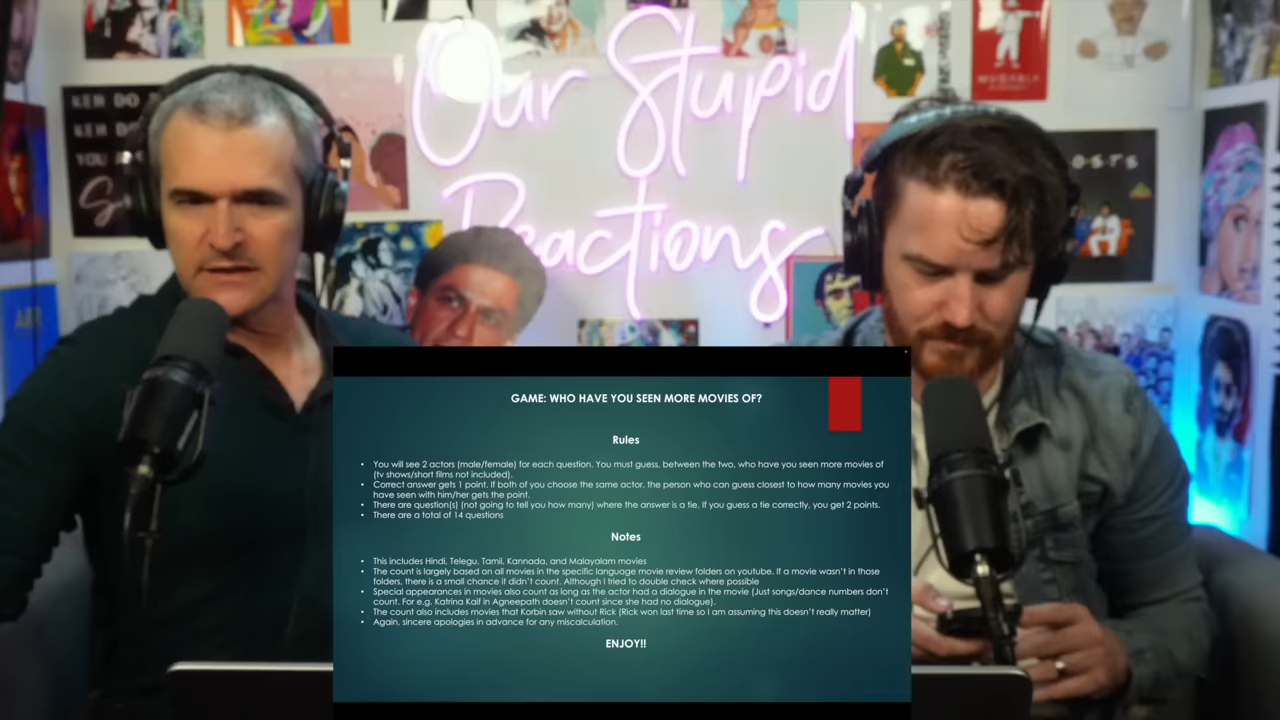 KEN DO
KEN DO
YOU A
Our Stupid
Reactions
MUQABLA
OSTS
GAME: WHO HAVE YOU SEEN MORE MOVIES OF?
Rules
• You will see 2 actors (male/female) for each question. You must guess, between the two, who have you seen more movies of
(tv shows/short films not included).
• Correct answer gets 1 point. If both of you choose the same actor, the person who can guess closest to how many movies you
have seen with him/her gets the point.
• There are question(s) (not going to tell you how many) where the answer is a tie. If you guess a tie correctly, you get 2 points.
• There are a total of 14 questions
Notes
• This includes Hindi, Telegu, Tamil, Kannada, and Malayalam movies
• The count is largely based on all movies in the specific language movie review folders on youtube. If a movie wasn't in those
folders, there is a small chance it didn't count. Although I tried to double check where possible
• Special appearances in movies also count as long as the actor had a dialogue in the movie (Just songs/dance numbers don't
count. For e.g. Katrina Kaif in Agneepath doesn't count since she had no dialogue).
• The count also includes movies that Korbin saw without Rick (Rick won last time so I am assuming this doesn't really matter)
• Again, sincere apologies in advance for any miscalculation.
ENJOY!!